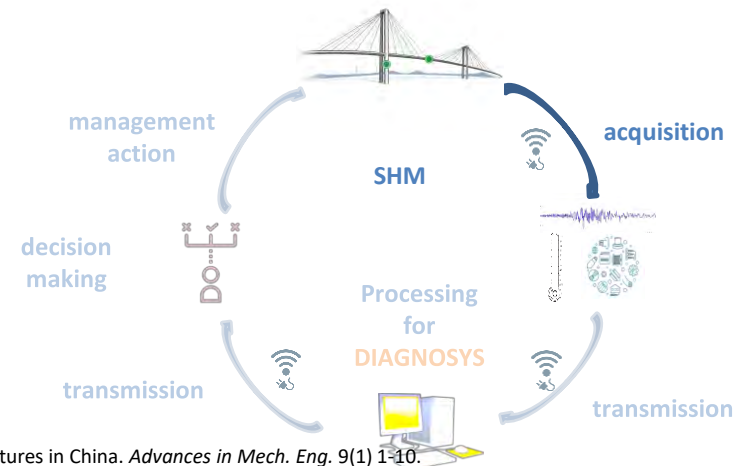 management
action
acquisition
SHM
decision
making
Processing
for
DIAGNOSYS
transmission
transmission
tures in China. Advances in Mech. Eng. 9(1) 1-10.